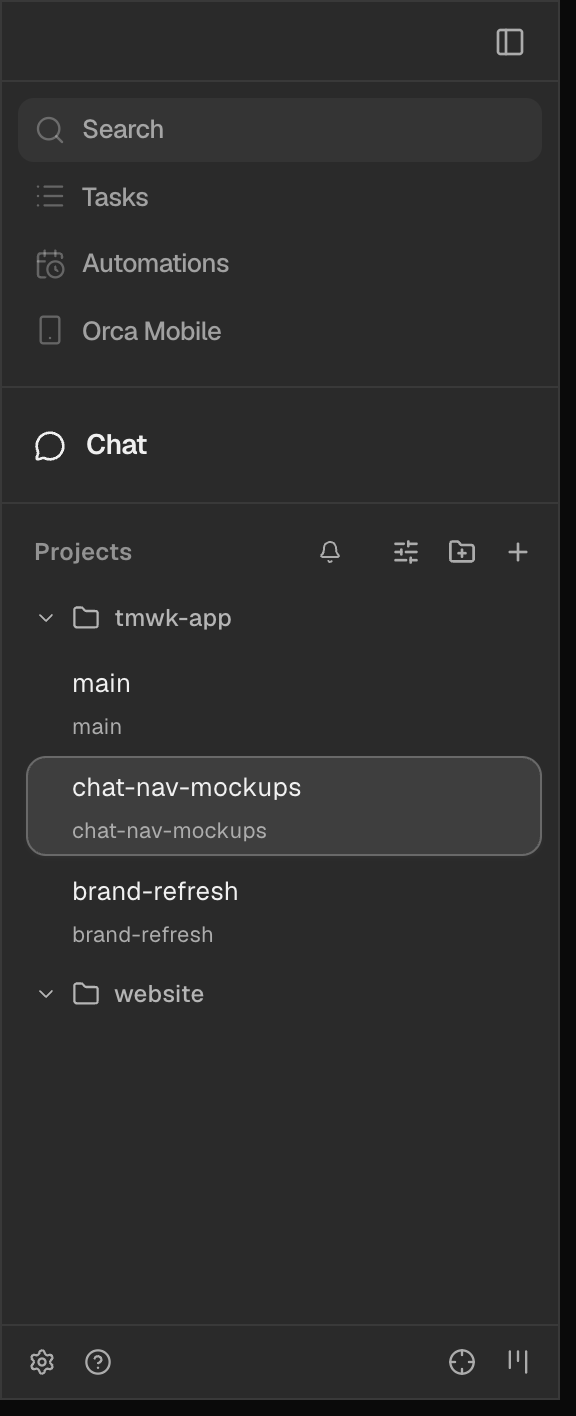 Search
Tasks
Automations
Orca Mobile
Chat
Projects
tmwk-app
main
main
chat-nav-mockups
chat-nav-mockups
brand-refresh
brand-refresh
website